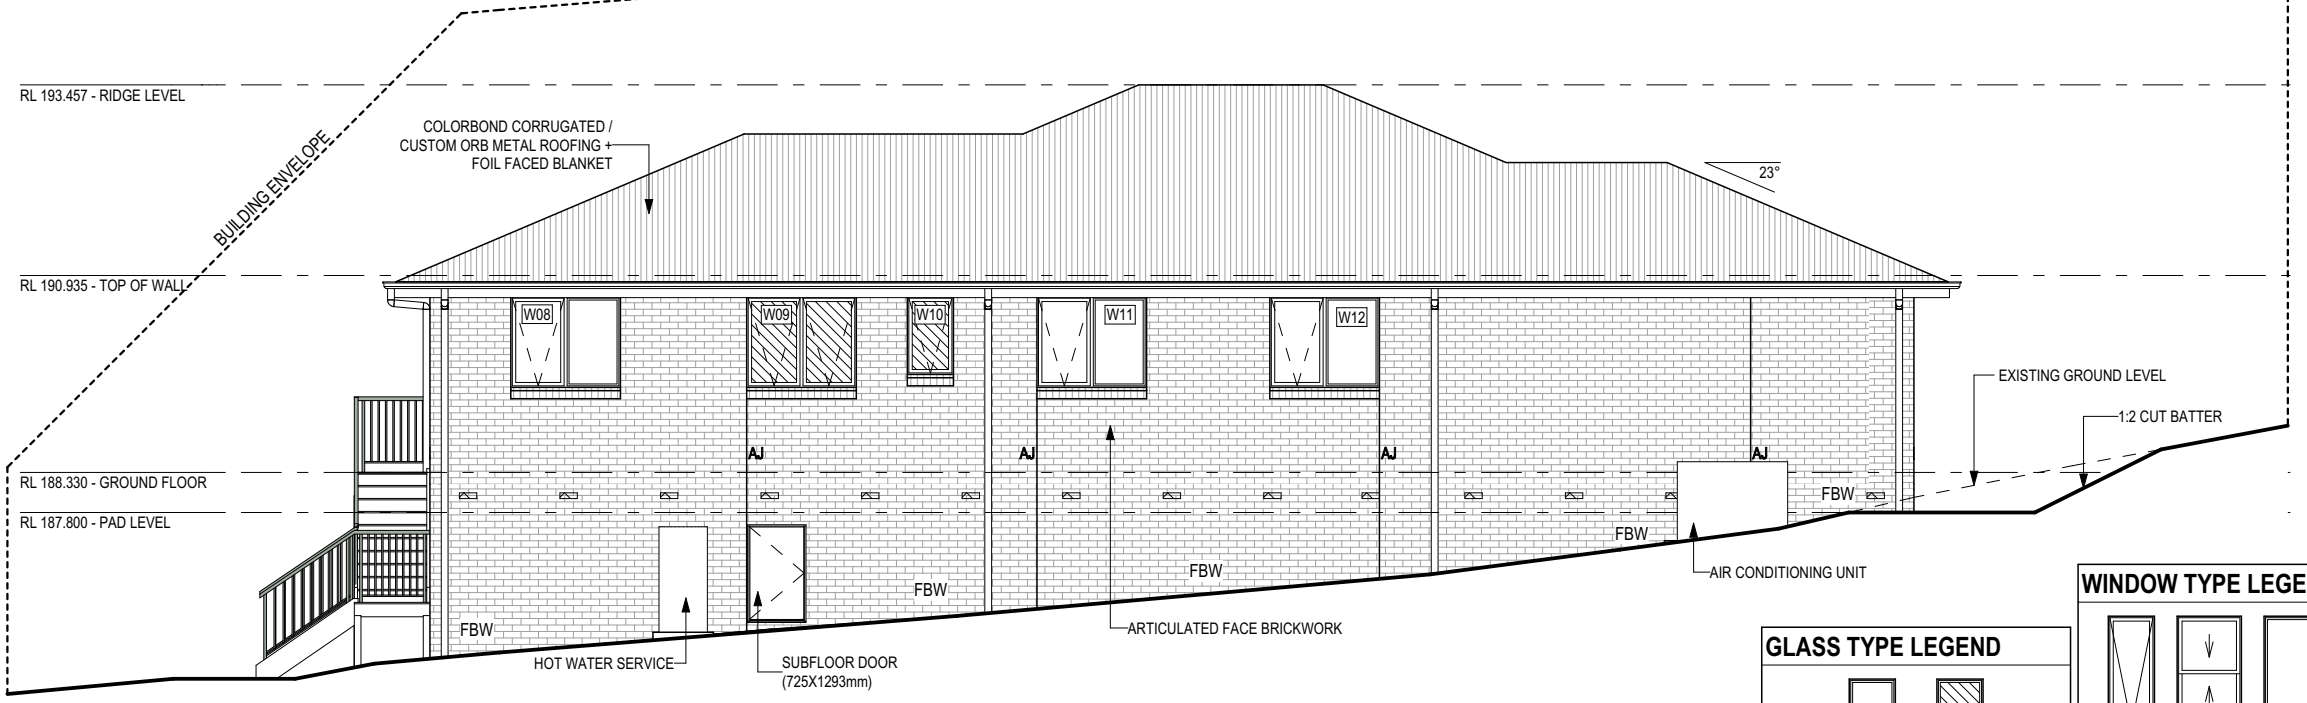 RL 193.457 - RIDGE LEVEL
BUILDING ENVELOPE
COLORBOND CORRUGATED /
CUSTOM ORB METAL ROOFING +
FOIL FACED BLANKET
23°
RL 190.935 - TOP OF WALL
W08
W09
W10
W11
W12
EXISTING GROUND LEVEL
1:2 CUT BATTER
AJ
AJ
AJ
AJ
RL 188.330 - GROUND FLOOR
FBW
RL 187.800 - PAD LEVEL
FBW
FBW
FBW
FBW
AIR CONDITIONING UNIT
ARTICULATED FACE BRICKWORK
HOT WATER SERVICE
SUBFLOOR DOOR
(725X1293mm)
WINDOW TYPE LEGE
GLASS TYPE LEGEND